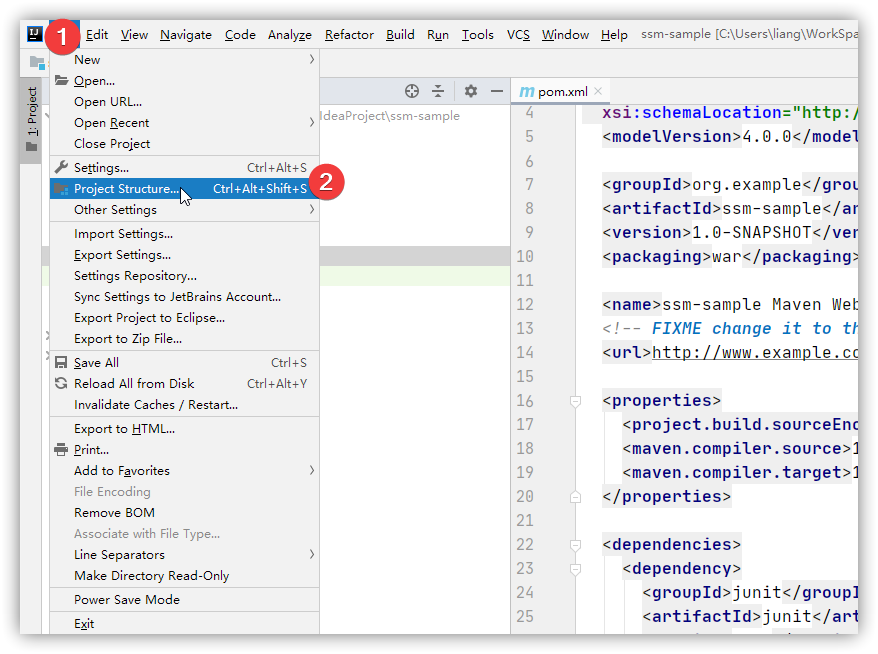 IJ
1
Edit View Navigate Code Analyze Refactor Build Run Tools VCS Window Help ssm-sample [C:\Users\liang\WorkSpa
1: Project
New
Open...
Open URL...
Open Recent
Close Project
Settings... Ctrl+Alt+S
Project Structure... Ctrl+Alt+Shift+S
2
Other Settings
Import Settings...
Export Settings...
Settings Repository...
Sync Settings to JetBrains Account...
Export Project to Eclipse...
Export to Zip File...
Save All Ctrl+S
Reload All from Disk Ctrl+Alt+Y
Invalidate Caches / Restart...
Export to HTML...
Print...
Add to Favorites
File Encoding
Remove BOM
Associate with File Type...
Line Separators
Make Directory Read-Only
Power Save Mode
Exit
IdeaProject\ssm-sample
m pom.xml
4 xsi:schemaLocation="http:/
5 <modelVersion>4.0.0</model
6
7 <groupId>org.example</grou
8 <artifactId>ssm-sample</ar
9 <version>1.0-SNAPSHOT</ver
10 <packaging>war</packaging>
11
12 <name>ssm-sample Maven Web
13 <!-- FIXME change it to th
14 <url>http://www.example.co
15
16 <properties>
17 <project.build.sourceEnc
18 <maven.compiler.source>1
19 <maven.compiler.target>1
20 </properties>
21
22 <dependencies>
23 <dependency>
24 <groupId>junit</groupI
25 <artifactId>junit</art